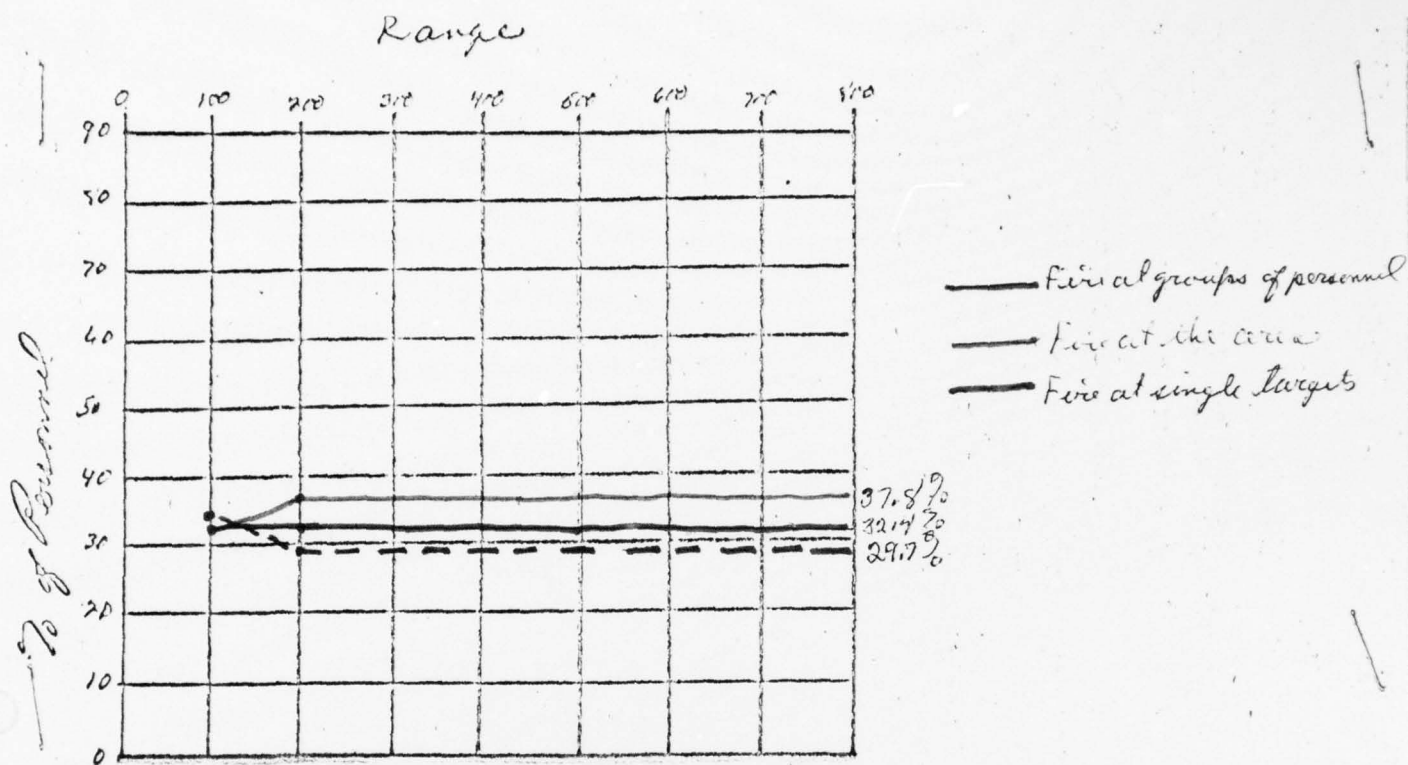 Range
0 100 200 300 400 500 600 700 800
90
80
70
60
50
40
30
20
10
0
% of Personnel
37.8%
32.4%
29.7%
Fire at groups of personnel
Fire at the area
Fire at single targets